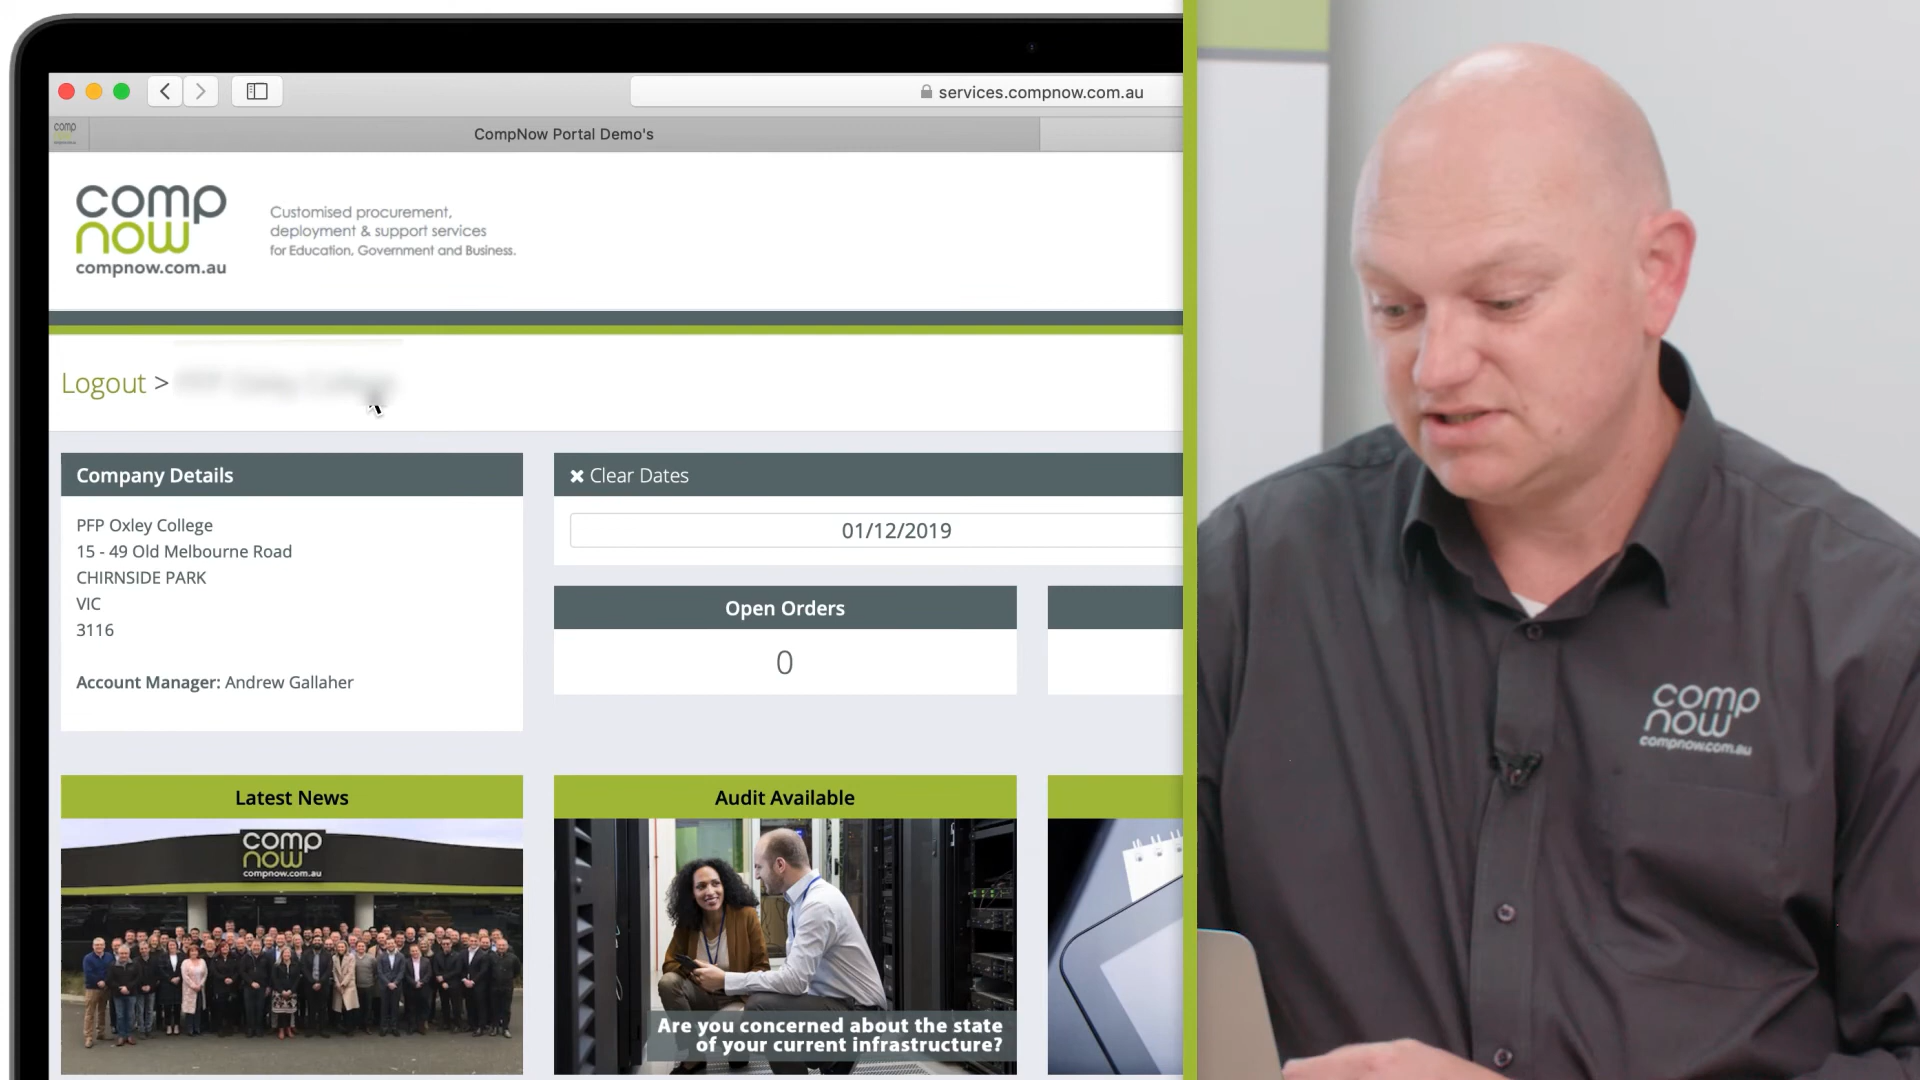 services.compnow.com.au
comp
CompNow Portal Demo's
comp
now
compnow.com.au
Customised procurement,
deployment & support services
for Education, Government and Business.
Logout >
Company Details
PFP Oxley College
15 - 49 Old Melbourne Road
CHIRNSIDE PARK
VIC
3116
Account Manager: Andrew Gallaher
✖ Clear Dates
01/12/2019
Open Orders
0
Latest News
comp
now
compnow.com.au
Audit Available
Are you concerned about the state
of your current infrastructure?
comp
now
compnow.com.au